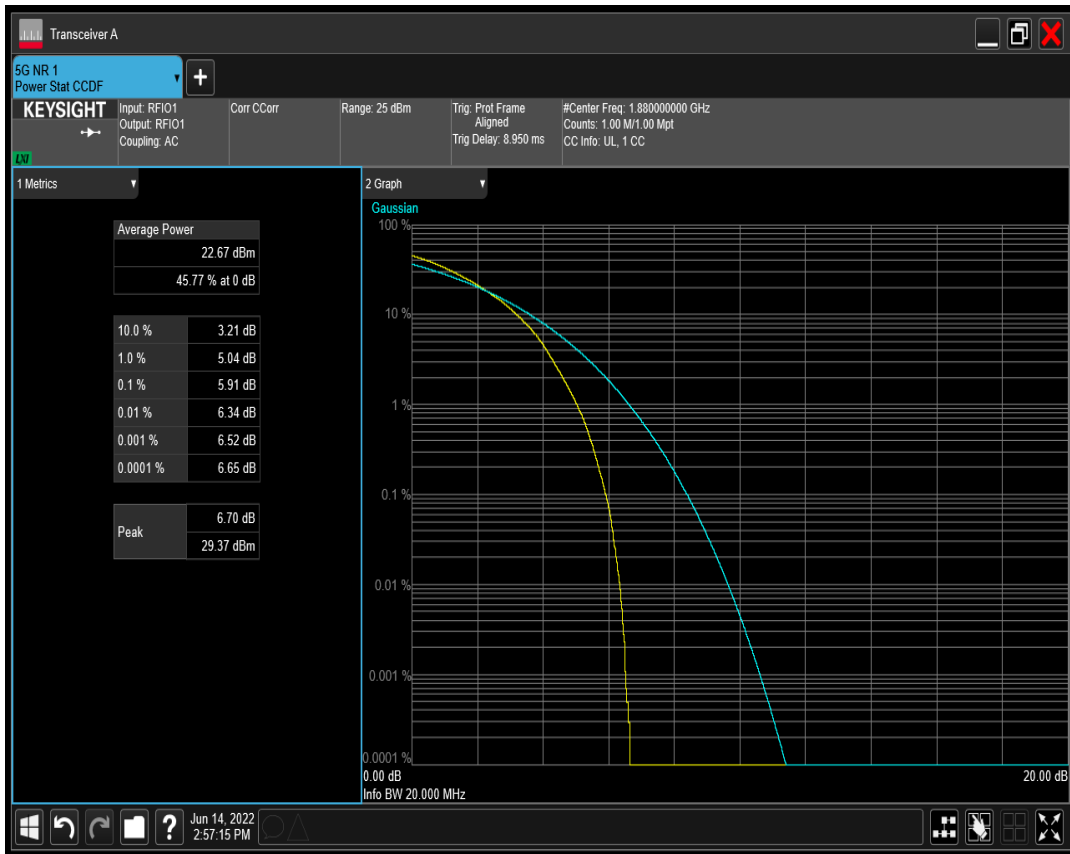 Transceiver A
5G NR 1
Power Stat CCDF
+
KEYSIGHT
LXI
Input: RFIO1
Output: RFIO1
Coupling: AC
Corr CCorr
Range: 25 dBm
Trig: Prot Frame
Aligned
Trig Delay: 8.950 ms
#Center Freq: 1.880000000 GHz
Counts: 1.00 M/1.00 Mpt
CC Info: UL, 1 CC
1 Metrics
Average Power
22.67 dBm
45.77 % at 0 dB
10.0 % 3.21 dB
1.0 % 5.04 dB
0.1 % 5.91 dB
0.01 % 6.34 dB
0.001 % 6.52 dB
0.0001 % 6.65 dB
Peak
6.70 dB
29.37 dBm
2 Graph
Gaussian
100 %
10 %
1 %
0.1 %
0.01 %
0.001 %
0.0001 %
0.00 dB
20.00 dB
Info BW 20.000 MHz
?
Jun 14, 2022
2:57:15 PM